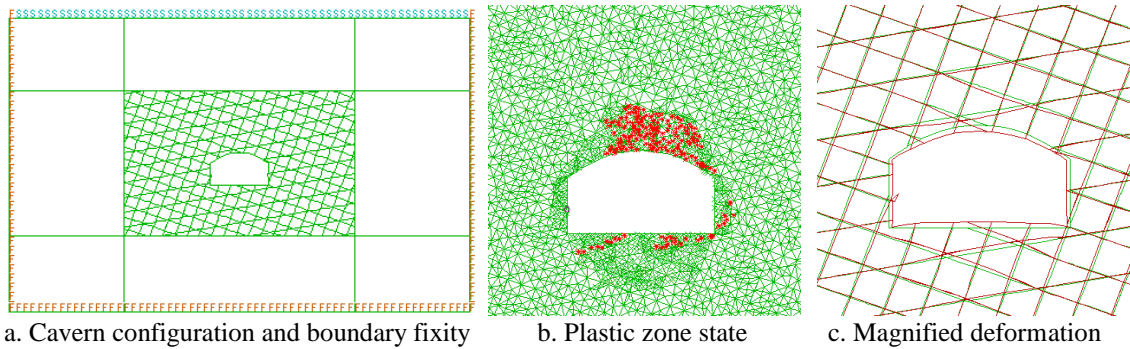 a. Cavern configuration and boundary fixity
b. Plastic zone state
c. Magnified deformation